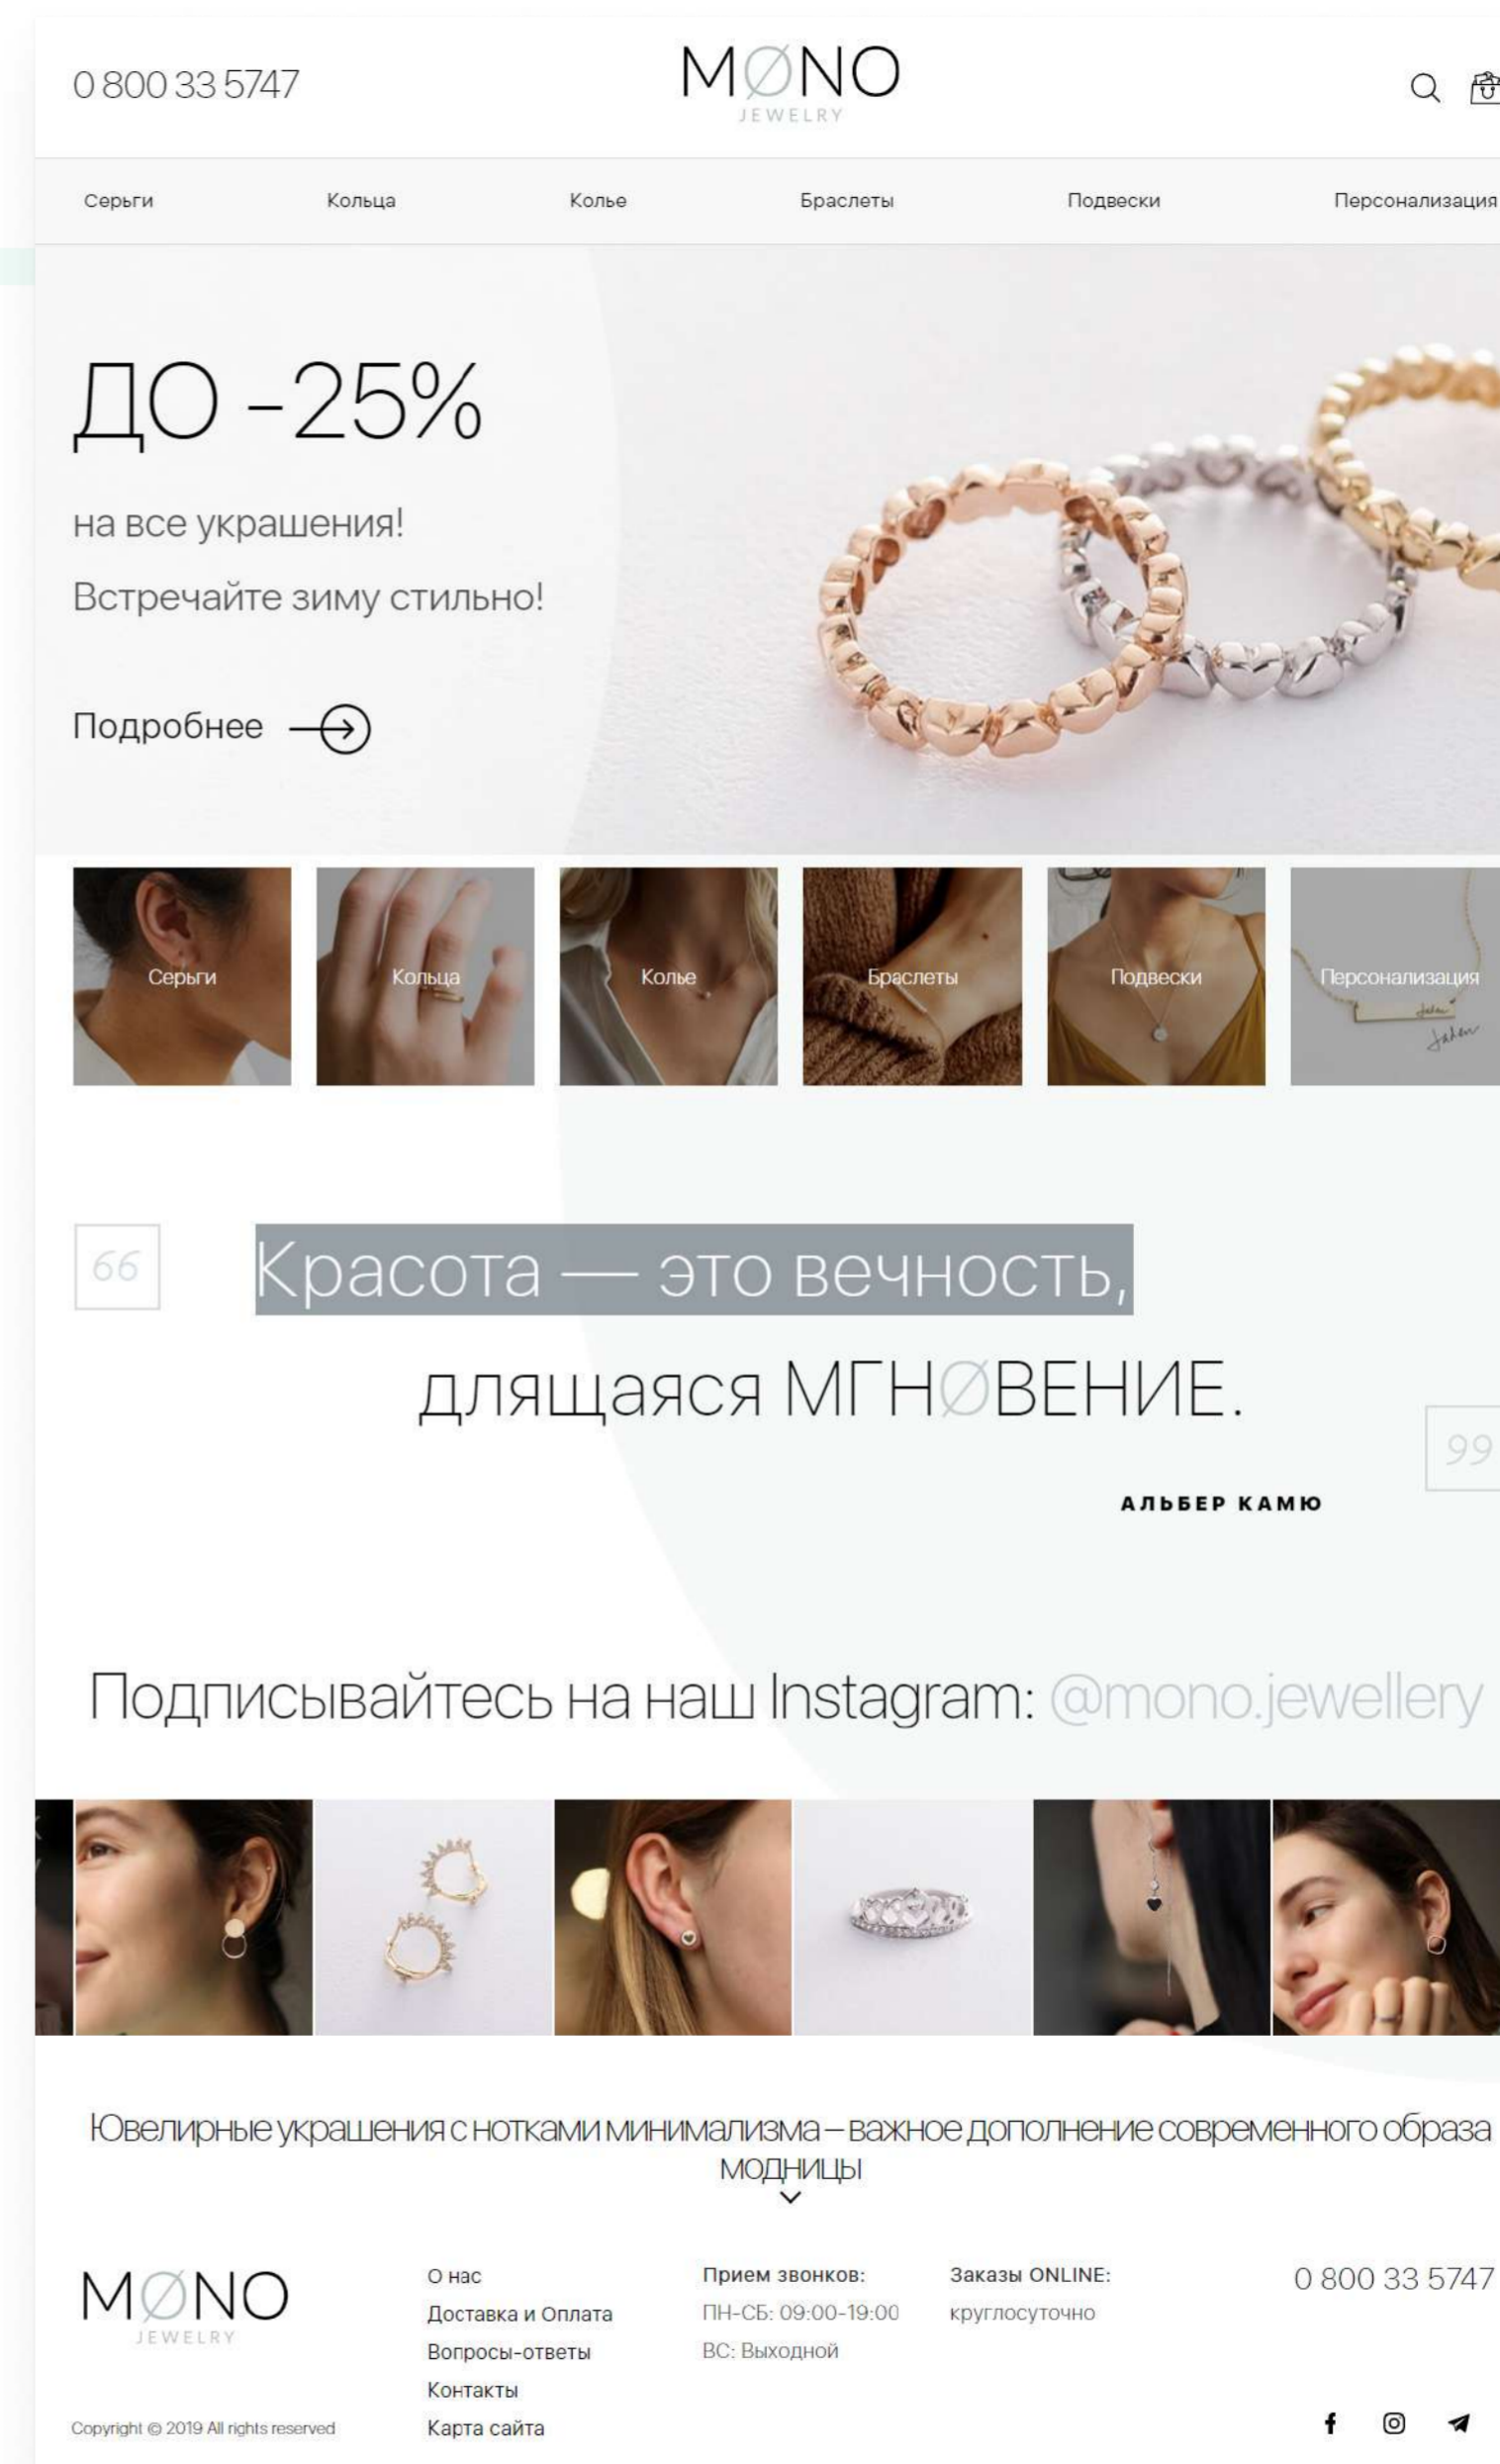 0 800 33 5747
MØNO
JEWELRY
Серьги Кольца Колье Браслеты Подвески Персонализация
ДО -25%
на все украшения!
Встречайте зиму стильно!
Подробнее
Серьги Кольца Колье Браслеты Подвески Персонализация
Jaden
Jaden
66
Красота — это вечность,
длящаяся МГНØВЕНИЕ.
99
АЛЬБЕР КАМЮ
Подписывайтесь на наш Instagram: @mono.jewellery
Ювелирные украшения с нотками минимализма – важное дополнение современного образа
модницы
MØNO
JEWELRY
Copyright © 2019 All rights reserved
О нас
Доставка и Оплата
Вопросы-ответы
Контакты
Карта сайта
Прием звонков:
ПН-СБ: 09:00-19:00
ВС: Выходной
Заказы ONLINE:
круглосуточно
0 800 33 5747